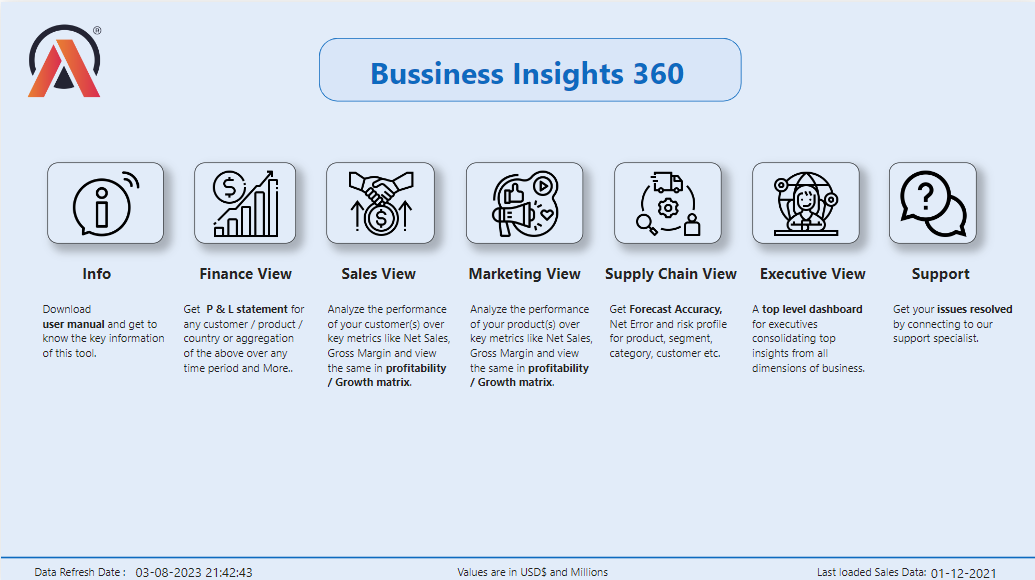 ®
Bussiness Insights 360
Info
Download
user manual and get to
know the key information
of this tool.
Finance View
Get P & L statement for
any customer / product /
country or aggregation
of the above over any
time period and More..
Sales View
Analyze the performance
of your customer(s) over
key metrics like Net Sales,
Gross Margin and view
the same in profitability
/ Growth matrix.
Marketing View
Analyze the performance
of your product(s) over
key metrics like Net Sales,
Gross Margin and view
the same in profitability
/ Growth matrix.
Supply Chain View
Get Forecast Accuracy,
Net Error and risk profile
for product, segment,
category, customer etc.
Executive View
A top level dashboard
for executives
consolidating top
insights from all
dimensions of business.
Support
Get your issues resolved
by connecting to our
support specialist.
Data Refresh Date : 03-08-2023 21:42:43
Values are in USD$ and Millions
Last loaded Sales Data: 01-12-2021